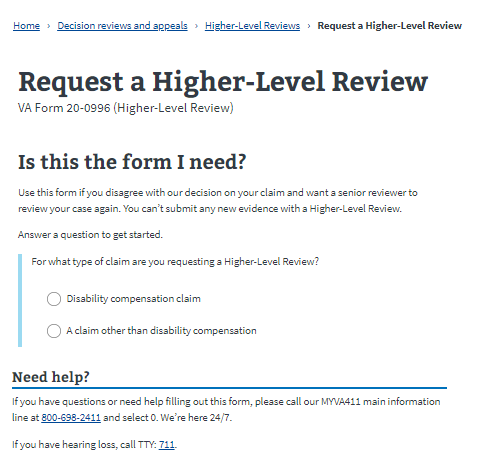 Home › Decision reviews and appeals › Higher-Level Reviews › Request a Higher-Level Review
Request a Higher-Level Review
VA Form 20-0996 (Higher-Level Review)
Is this the form I need?
Use this form if you disagree with our decision on your claim and want a senior reviewer to
review your case again. You can't submit any new evidence with a Higher-Level Review.
Answer a question to get started.
For what type of claim are you requesting a Higher-Level Review?
Disability compensation claim
A claim other than disability compensation
Need help?
If you have questions or need help filling out this form, please call our MYVA411 main information
line at 800-698-2411 and select 0. We're here 24/7.
If you have hearing loss, call TTY: 711.